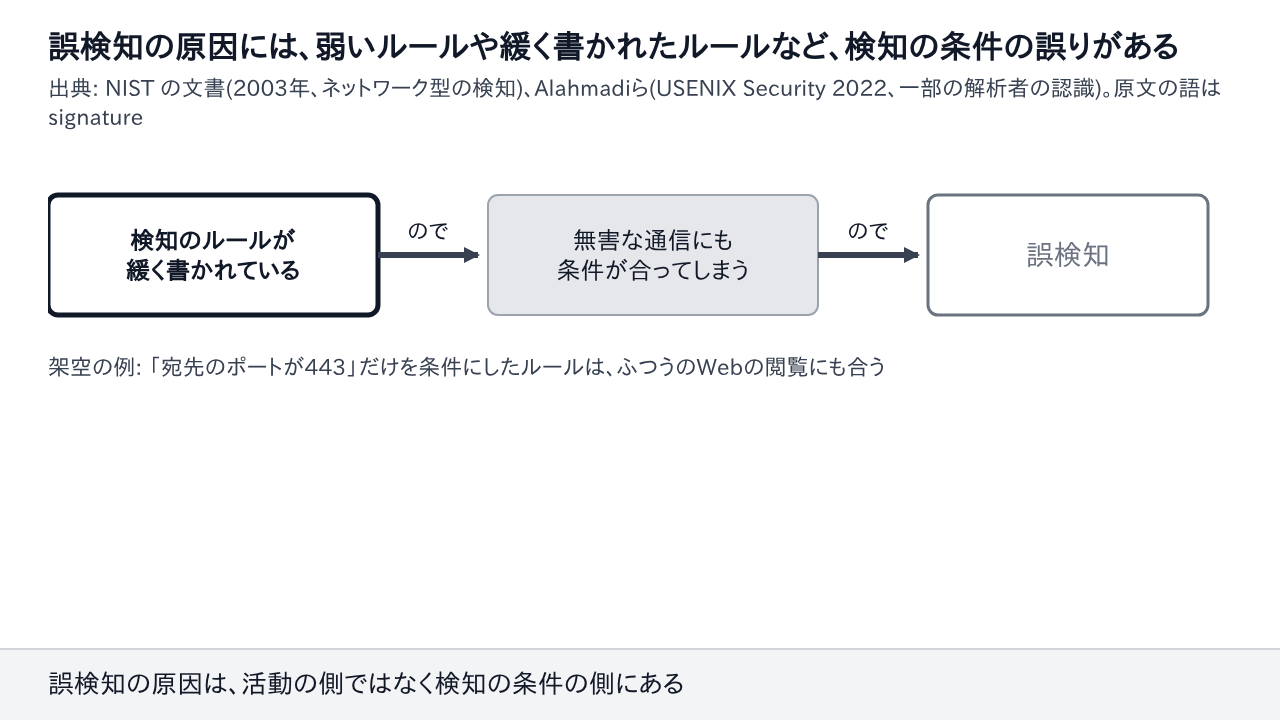 誤検知の原因には、弱いルールや緩く書かれたルールなど、検知の条件の誤りがある
出典: NIST の文書(2003年、ネットワーク型の検知)、Alahmadiら(USENIX Security 2022、一部の解析者の認識)。原文の語は
signature
検知のルールが
緩く書かれている
ので
無害な通信にも
条件が合ってしまう
ので
誤検知
架空の例: 「宛先のポートが443」だけを条件にしたルールは、ふつうのWebの閲覧にも合う
誤検知の原因は、活動の側ではなく検知の条件の側にある